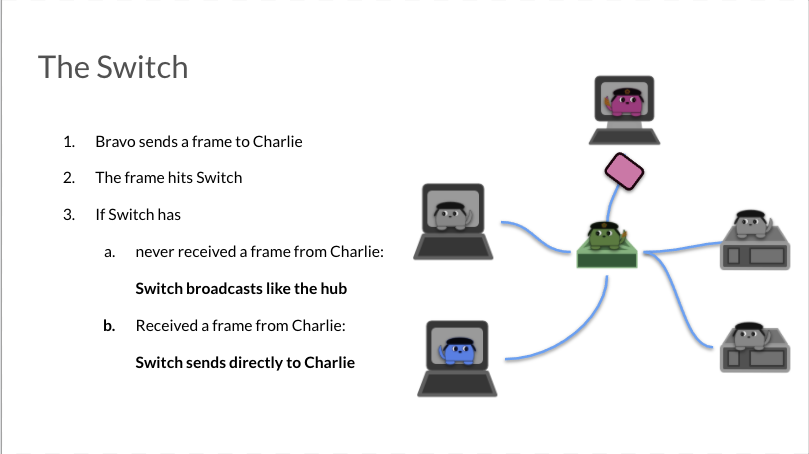 The Switch
1. Bravo sends a frame to Charlie
2. The frame hits Switch
3. If Switch has
a. never received a frame from Charlie:
Switch broadcasts like the hub
b. Received a frame from Charlie:
Switch sends directly to Charlie